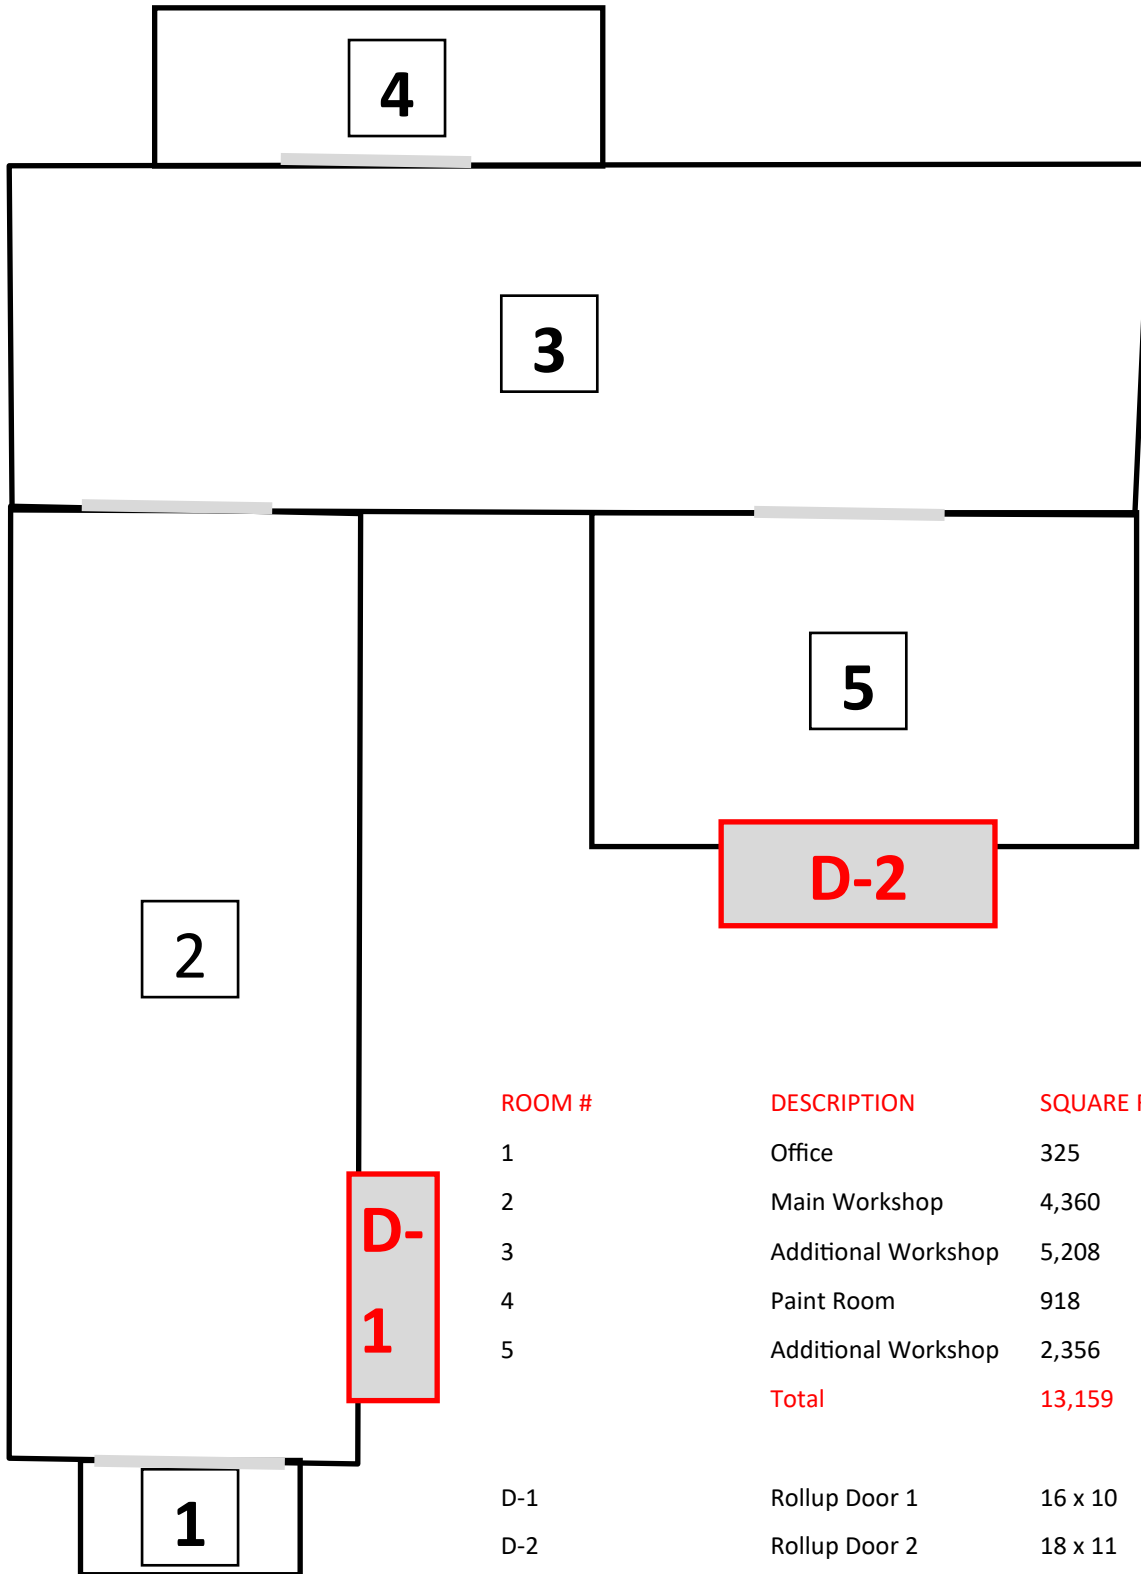 4
3
5
D-2
2
ROOM # DESCRIPTION SQUARE
1 Office 325
2 Main Workshop 4,360
D-
1
3 Additional Workshop 5,208
4 Paint Room 918
5 Additional Workshop 2,356
Total 13,159
D-1 Rollup Door 1 16 x 10
1
D-2 Rollup Door 2 18 x 11